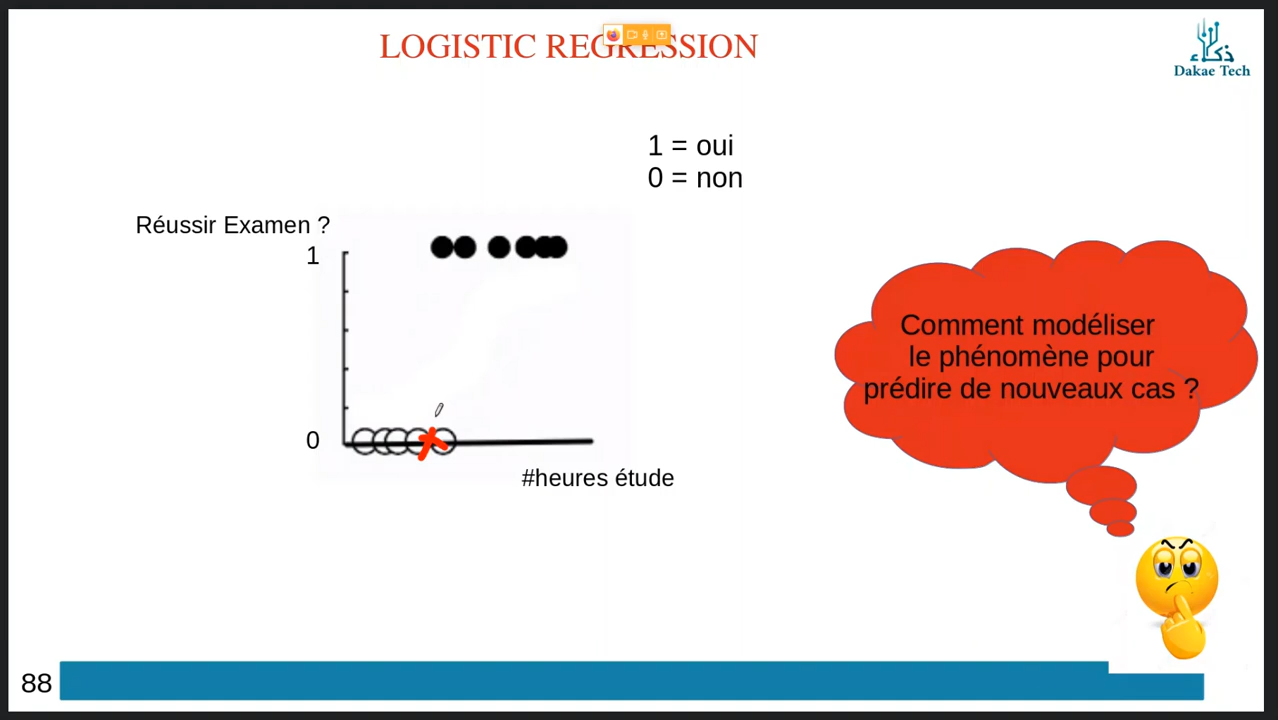 LOGISTIC REGRESSION
ذكاء
Dakae Tech
1 = oui
0 = non
Réussir Examen ?
1
0
#heures étude
Comment modéliser
le phénomène pour
prédire de nouveaux cas ?
88